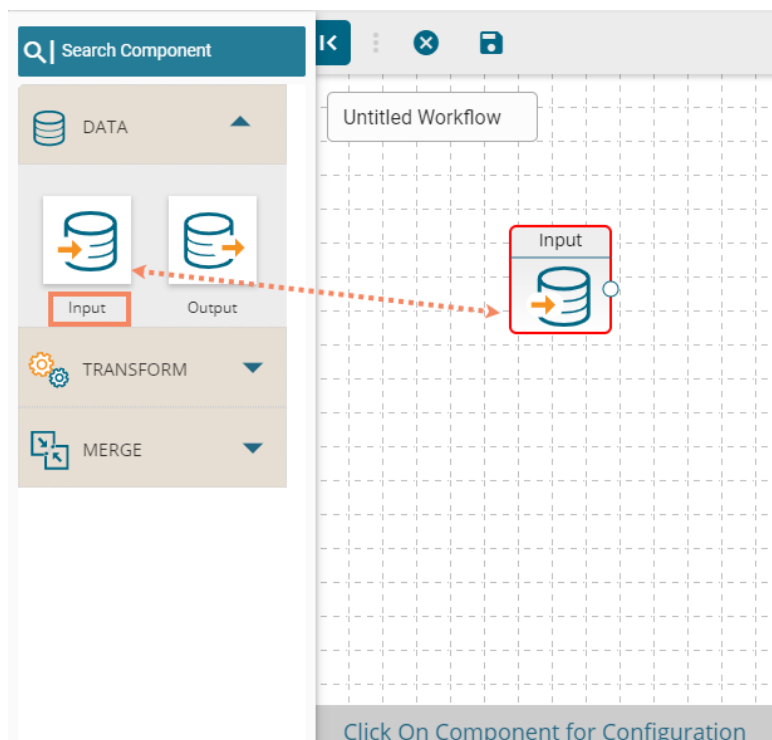 Search Component
DATA
Input
Output
TRANSFORM
MERGE
Untitled Workflow
Input
Click On Component for Configuration